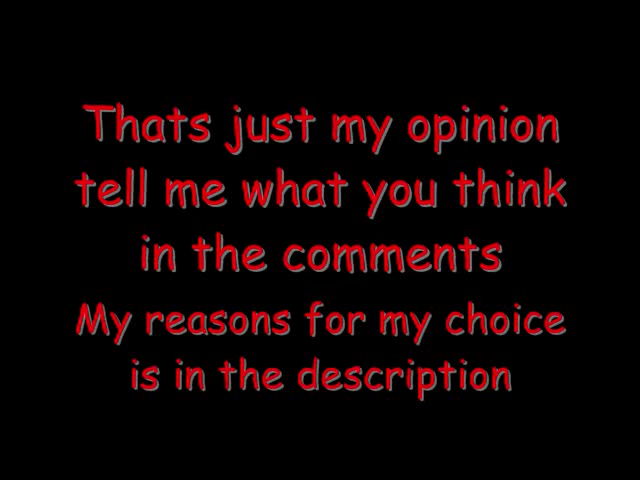 Thats just my opinion
tell me what you think
in the comments
My reasons for my choice
is in the description